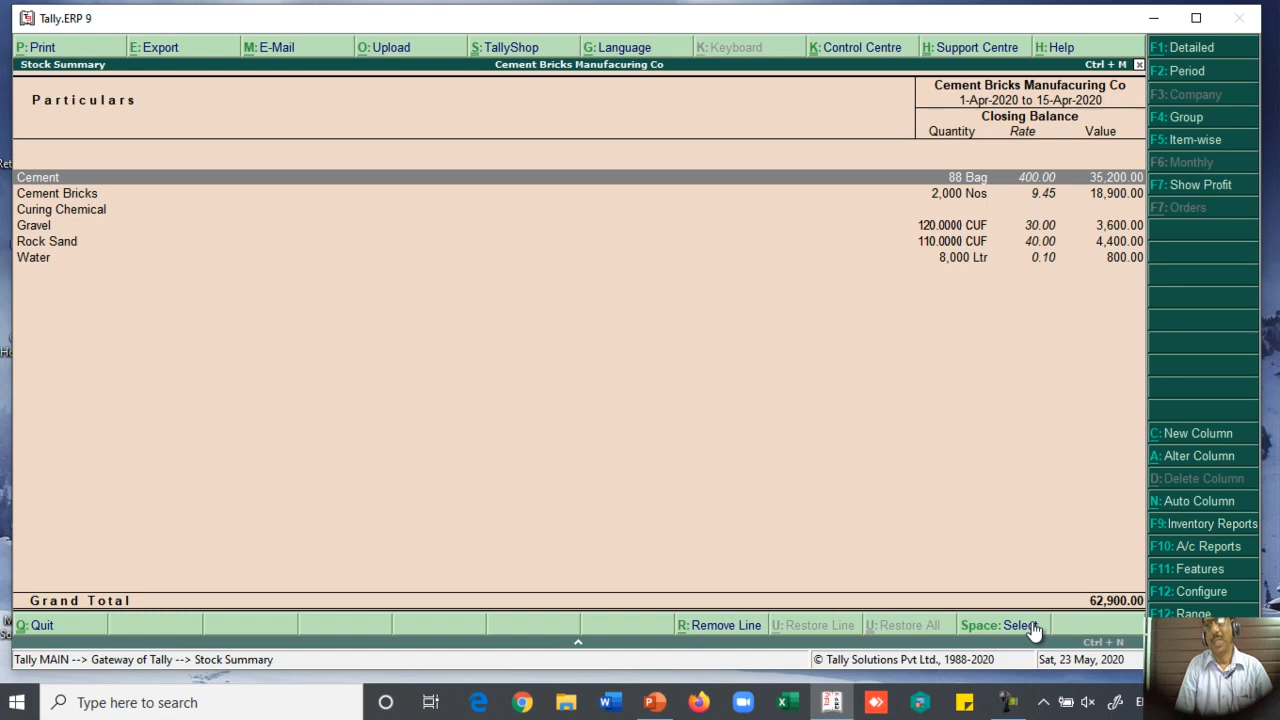 Tally.ERP 9
P: Print E: Export M: E-Mail O: Upload S: TallyShop G: Language K: Keyboard K: Control Centre H: Support Centre H: Help
Stock Summary Cement Bricks Manufacuring Co Ctrl + M
Particulars
Cement Bricks Manufacuring Co
1-Apr-2020 to 15-Apr-2020
Closing Balance
Quantity Rate Value
Cement 88 Bag 400.00 35,200.00
Cement Bricks 2,000 Nos 9.45 18,900.00
Curing Chemical
Gravel 120.0000 CUF 30.00 3,600.00
Rock Sand 110.0000 CUF 40.00 4,400.00
Water 8,000 Ltr 0.10 800.00
Grand Total 62,900.00
F1: Detailed
F2: Period
F3: Company
F4: Group
F5: Item-wise
F6: Monthly
F7: Show Profit
F7: Orders
C: New Column
A: Alter Column
D: Delete Column
N: Auto Column
F9: Inventory Reports
F10: A/c Reports
F11: Features
F12: Configure
F12: Range
Q: Quit R: Remove Line U: Restore Line U: Restore All Space: Select
Ctrl + N
Tally MAIN --> Gateway of Tally --> Stock Summary © Tally Solutions Pvt Ltd., 1988-2020 Sat, 23 May, 2020
Type here to search